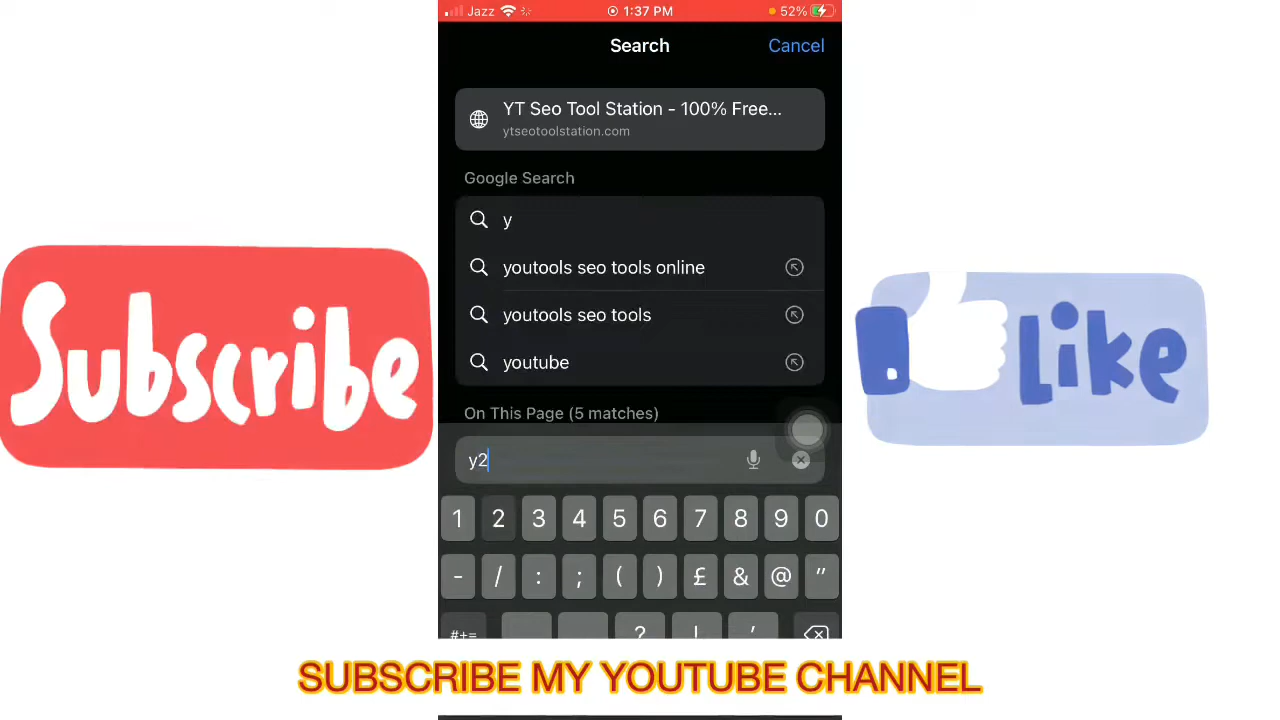 Jazz 1:37 PM 52%
Search Cancel
YT Seo Tool Station - 100% Free...
ytseotoolstation.com
Google Search
y
youtools seo tools online
youtools seo tools
youtube
On This Page (5 matches)
y2
1 2 3 4 5 6 7 8 9 0
- / : ; ( ) £ & @ "
#+= ? ! '
Subscribe
Like
SUBSCRIBE MY YOUTUBE CHANNEL